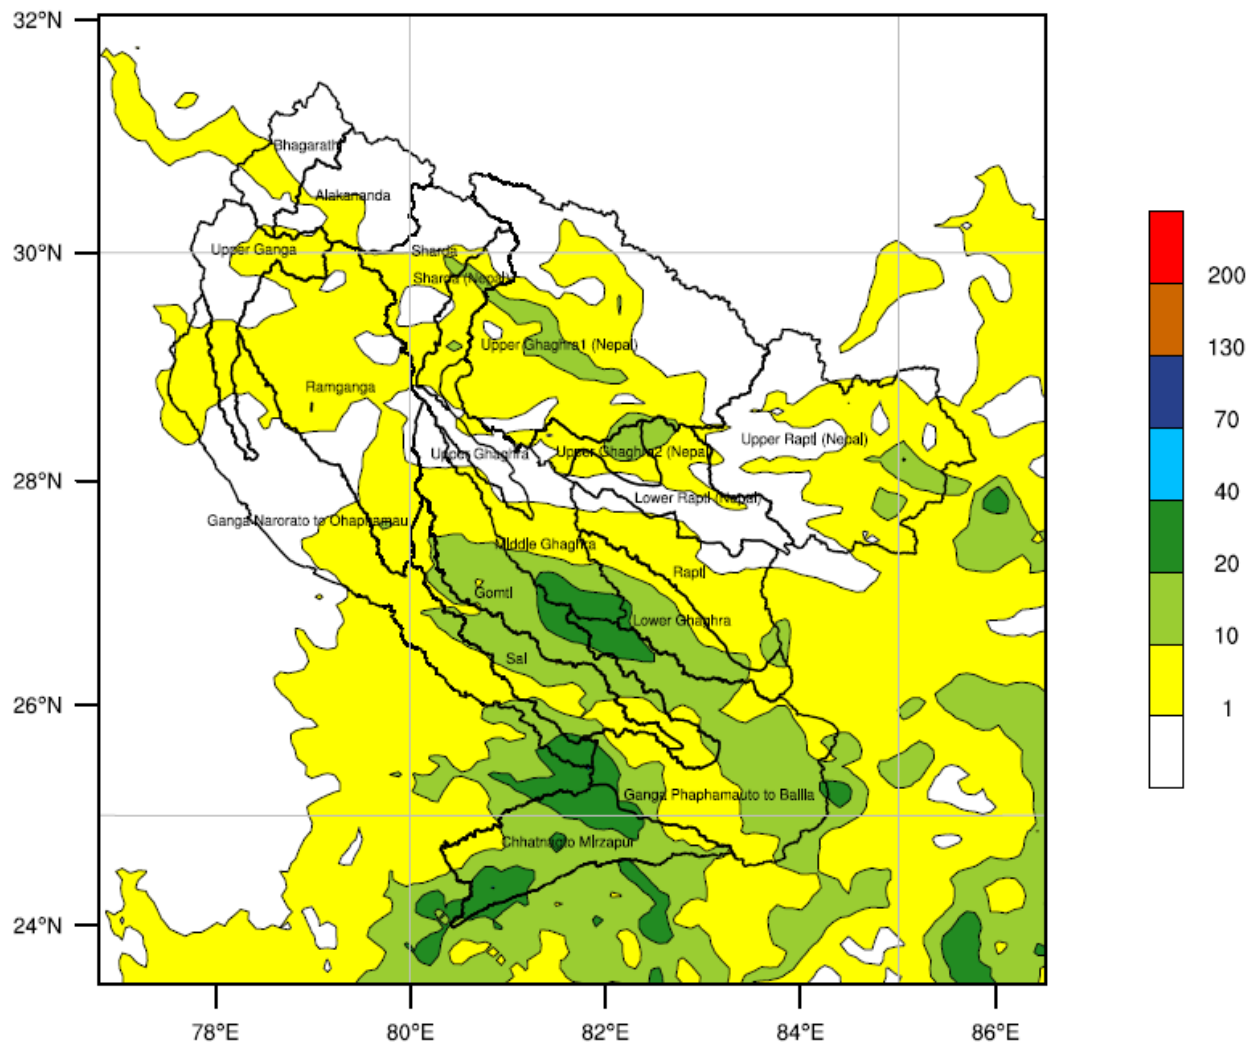 32°N
Bhagarath
Alakananda
30°N
Upper Ganga
Sharda
Sharda (Nepal)
200
Upper Ghaghra1 (Nepal)
130
Ramganga
70
Upper Rapti (Nepal)
Upper Ghaghra
Upper Ghaghra2 (Nepal
28°N
40
Lower Rapti (Nepal)
Ganga Narorato to Ohaphamau
Middle Ghaghra
20
Rapti
Gomti
Lower Ghaghra
10
Sai
26°N
1
Ganga Phaphamauto to Ballia
Chhatnagto Mirzapur
24°N
78°E 80°E 82°E 84°E 86°E